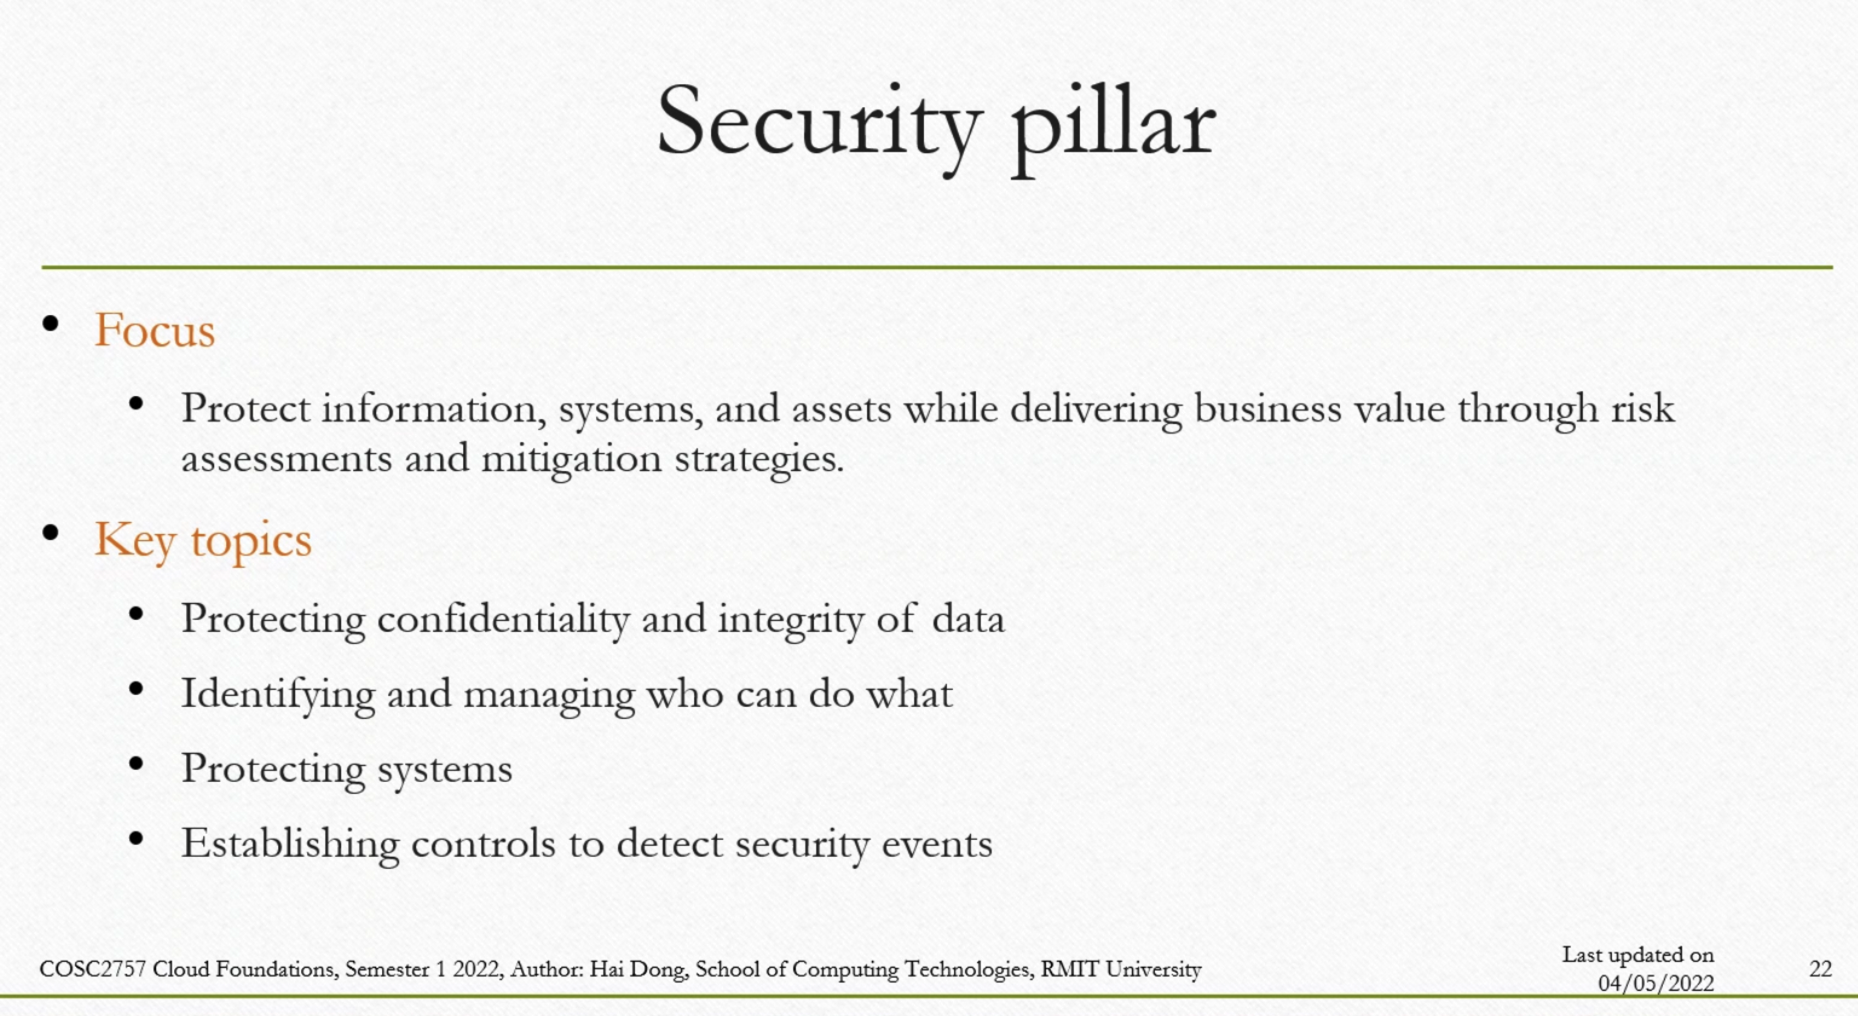 Security pillar
• Focus
• Protect information, systems, and assets while delivering business value through risk
assessments and mitigation strategies.
• Key topics
• Protecting confidentiality and integrity of data
• Identifying and managing who can do what
• Protecting systems
• Establishing controls to detect security events
COSC2757 Cloud Foundations, Semester 1 2022, Author: Hai Dong, School of Computing Technologies, RMIT University
Last updated on
04/05/2022
22